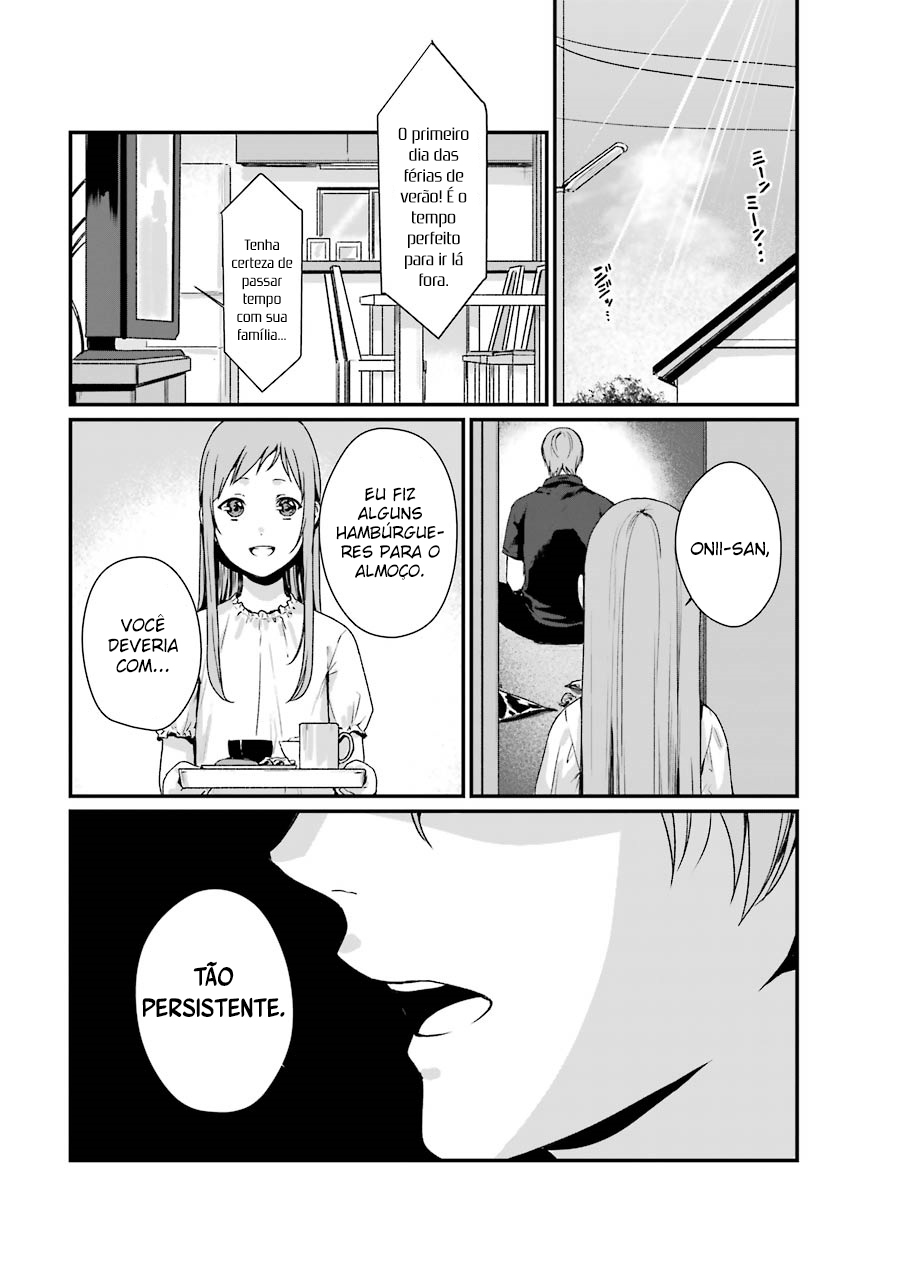 ミーン
ミーン...
ジジジ...
O primeiro
dia das
férias de
verão! É o
tempo
perfeito
para ir lá
fora.
Tenha
certeza de
passar
tempo
com sua
família...
ONII-SAN,
EU FIZ
ALGUNS
HAMBÚRGUE-
RES PARA O
ALMOÇO.
VOCÊ
DEVERIA
COM...
TÃO
PERSISTENTE.